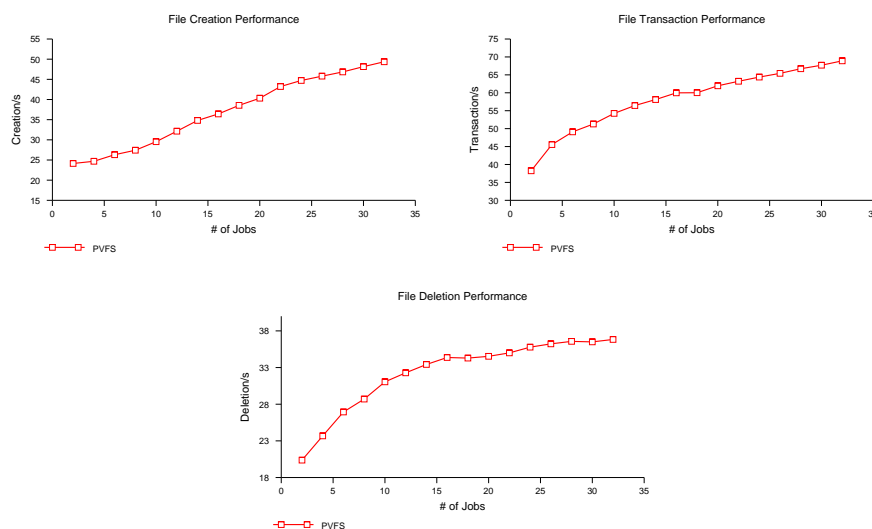 File Creation Performance
55
50
45
40
35
30
25
20
15
Creation/s
0 5 10 15 20 25 30 35
# of Jobs
PVFS
File Transaction Performance
75
70
65
60
55
50
45
40
35
30
Transaction/s
0 5 10 15 20 25 30 35
# of Jobs
PVFS
File Deletion Performance
38
33
28
23
18
Deletion/s
0 5 10 15 20 25 30 35
# of Jobs
PVFS